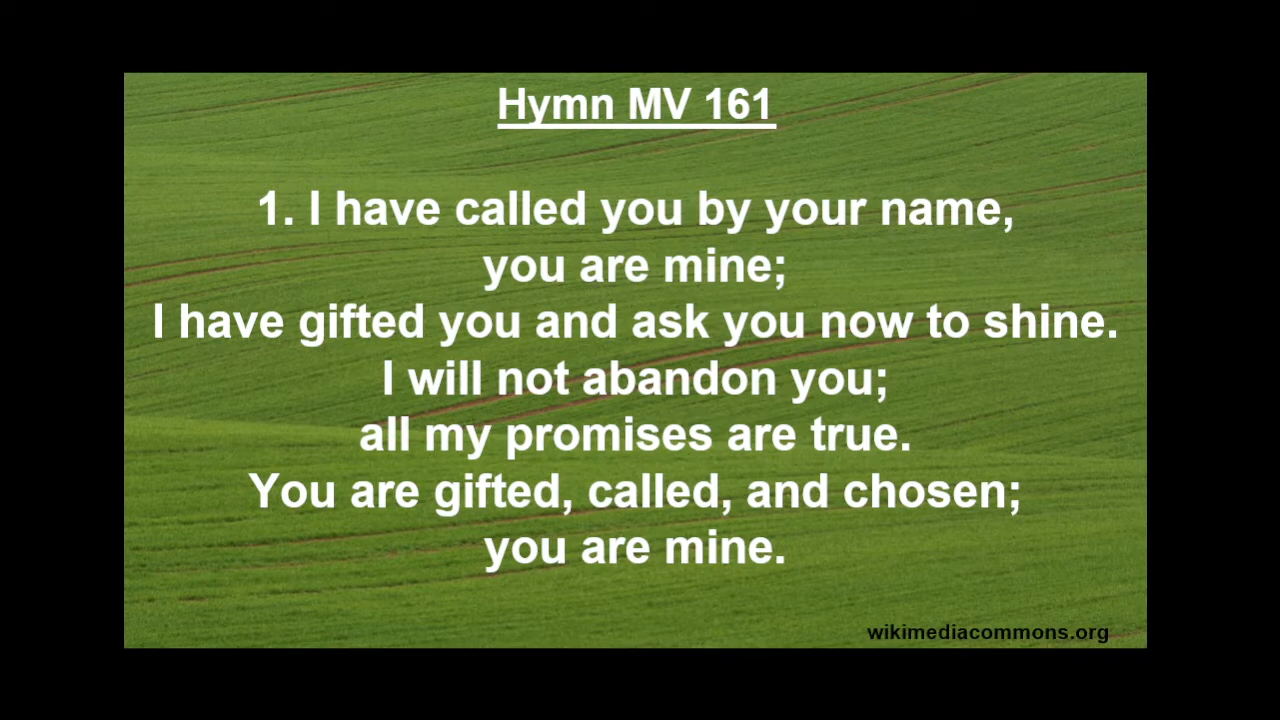 Hymn MV 161
1. I have called you by your name,
you are mine;
I have gifted you and ask you now to shine.
I will not abandon you;
all my promises are true.
You are gifted, called, and chosen;
you are mine.
wikimediacommons.org